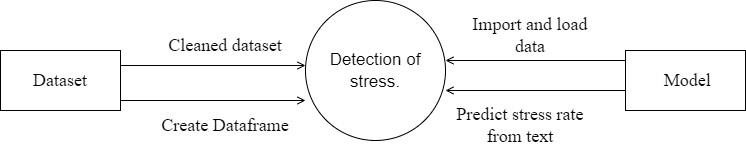 Dataset
Cleaned dataset
Create Dataframe
Detection of
stress.
Import and load
data
Predict stress rate
from text
Model